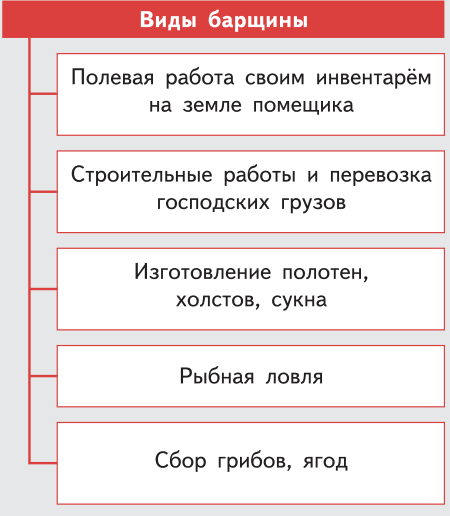 Виды барщины
Полевая работа своим инвентарём
на земле помещика
Строительные работы и перевозка
господских грузов
Изготовление полотен,
холстов, сукна
Рыбная ловля
Сбор грибов, ягод